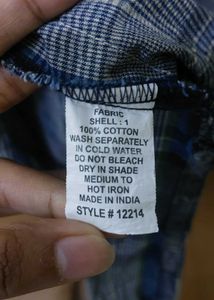 FABRIC
SHELL : 1
100% COTTON
WASH SEPARATELY
IN COLD WATER
DO NOT BLEACH
DRY IN SHADE
MEDIUM TO
HOT IRON
MADE IN INDIA
STYLE # 12214